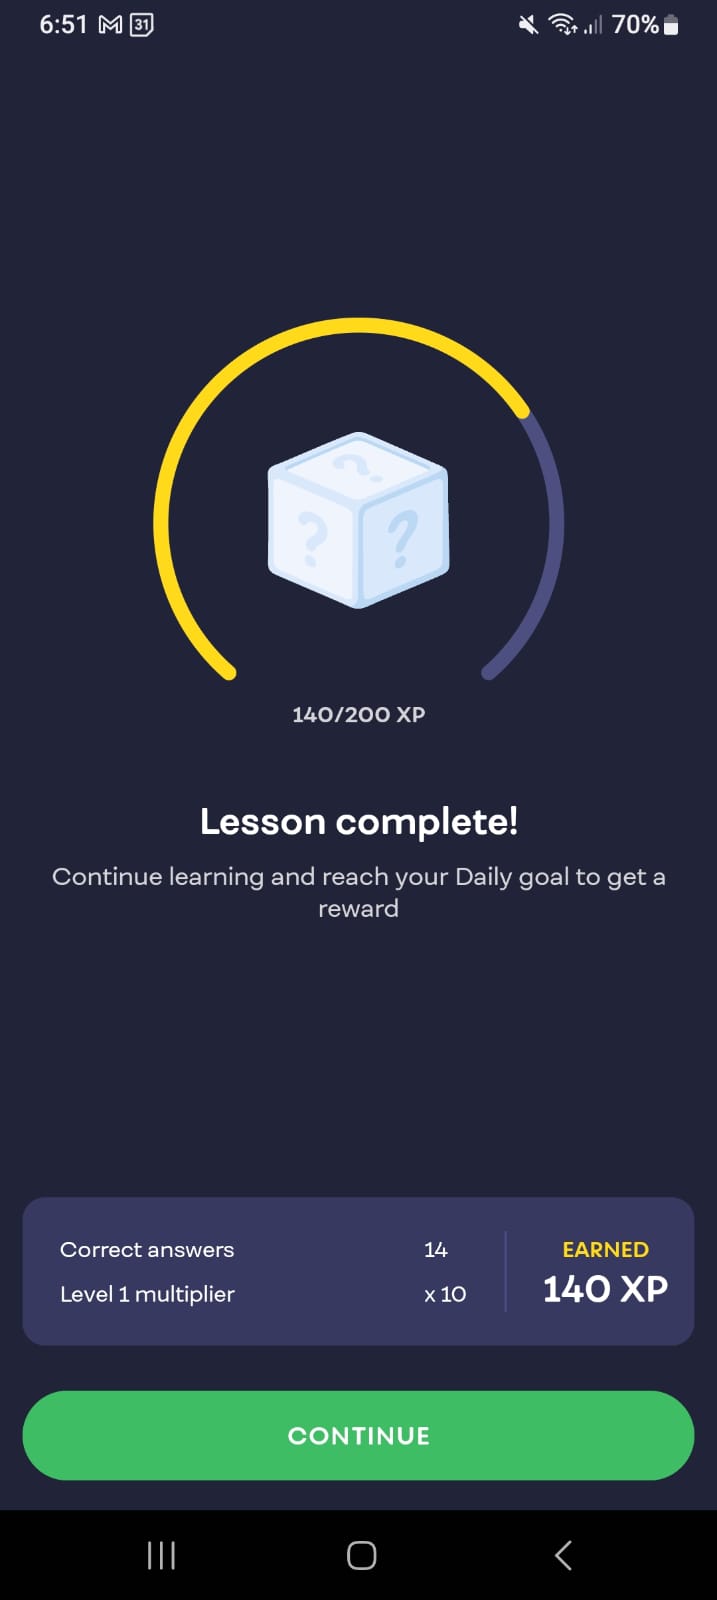 6:51 31 70%
140/200 XP
Lesson complete!
Continue learning and reach your Daily goal to get a
reward
Correct answers 14
Level 1 multiplier x 10
EARNED
140 XP
CONTINUE